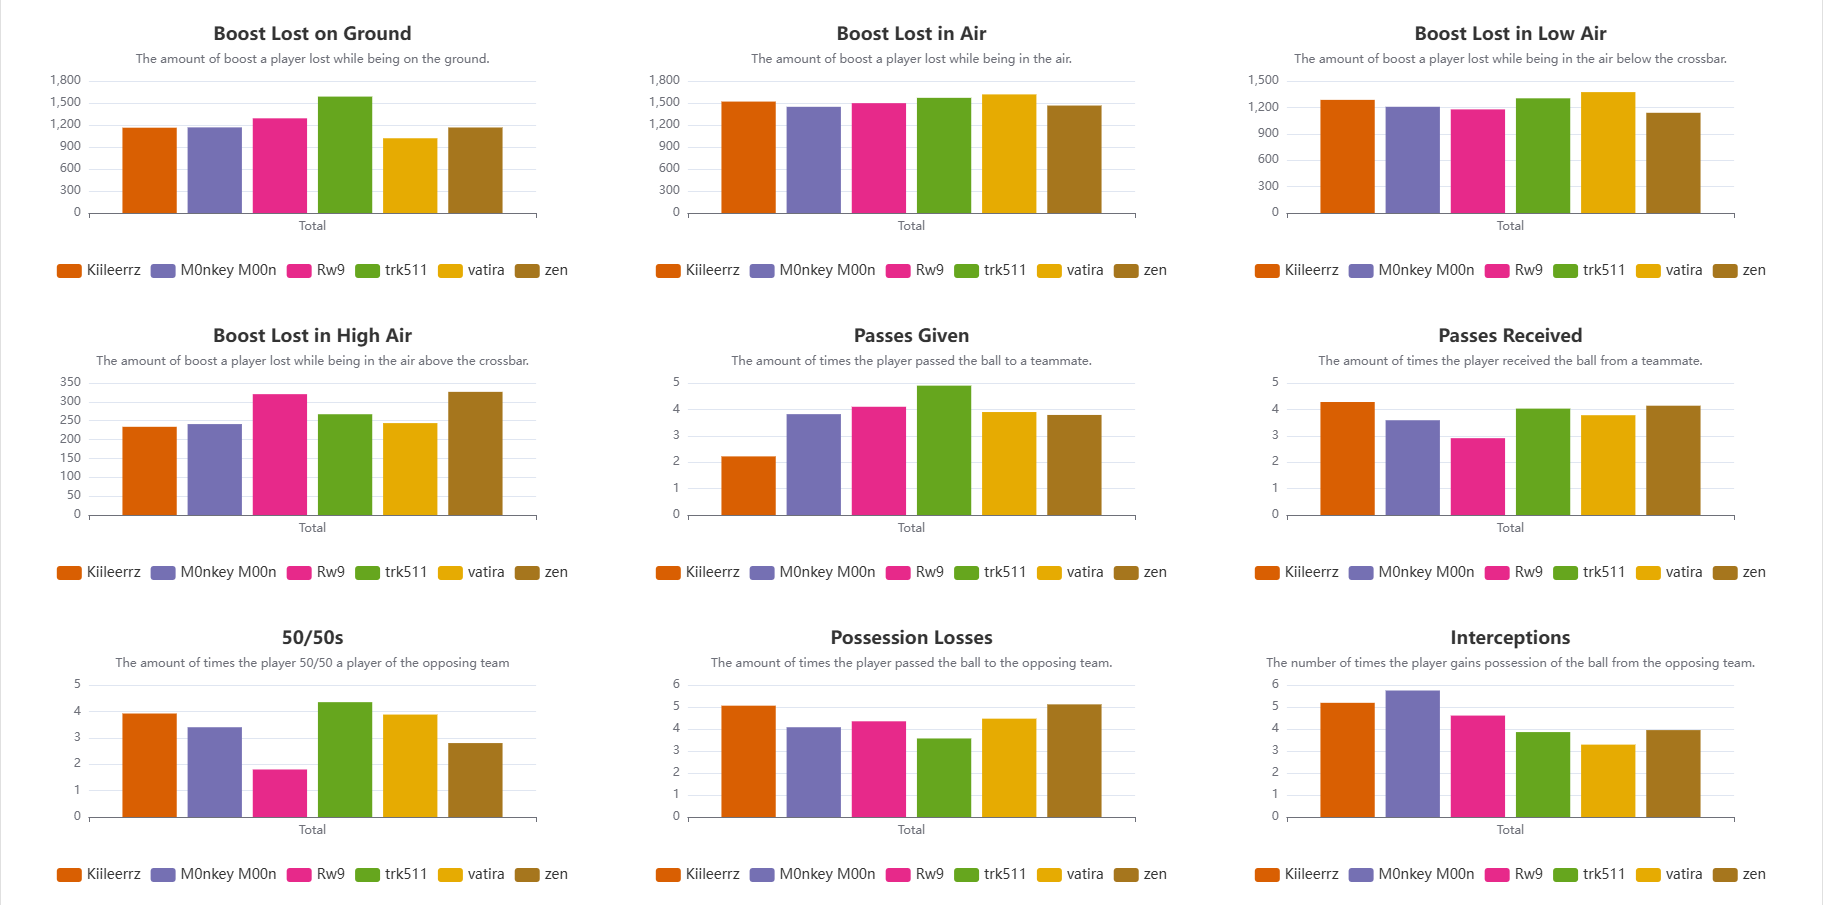 Boost Lost on Ground
The amount of boost a player lost while being on the ground.
1,800
1,500
1,200
900
600
300
0
Total
Kiileerrz M0nkey M00n Rw9 trk511 vatira zen
Boost Lost in Air
The amount of boost a player lost while being in the air.
1,800
1,500
1,200
900
600
300
0
Total
Kiileerrz M0nkey M00n Rw9 trk511 vatira zen
Boost Lost in Low Air
The amount of boost a player lost while being in the air below the crossbar.
1,500
1,200
900
600
300
0
Total
Kiileerrz M0nkey M00n Rw9 trk511 vatira zen
Boost Lost in High Air
The amount of boost a player lost while being in the air above the crossbar.
350
300
250
200
150
100
50
0
Total
Kiileerrz M0nkey M00n Rw9 trk511 vatira zen
Passes Given
The amount of times the player passed the ball to a teammate.
5
4
3
2
1
0
Total
Kiileerrz M0nkey M00n Rw9 trk511 vatira zen
Passes Received
The amount of times the player received the ball from a teammate.
5
4
3
2
1
0
Total
Kiileerrz M0nkey M00n Rw9 trk511 vatira zen
50/50s
The amount of times the player 50/50 a player of the opposing team
5
4
3
2
1
0
Total
Kiileerrz M0nkey M00n Rw9 trk511 vatira zen
Possession Losses
The amount of times the player passed the ball to the opposing team.
6
5
4
3
2
1
0
Total
Kiileerrz M0nkey M00n Rw9 trk511 vatira zen
Interceptions
The number of times the player gains possession of the ball from the opposing team.
6
5
4
3
2
1
0
Total
Kiileerrz M0nkey M00n Rw9 trk511 vatira zen